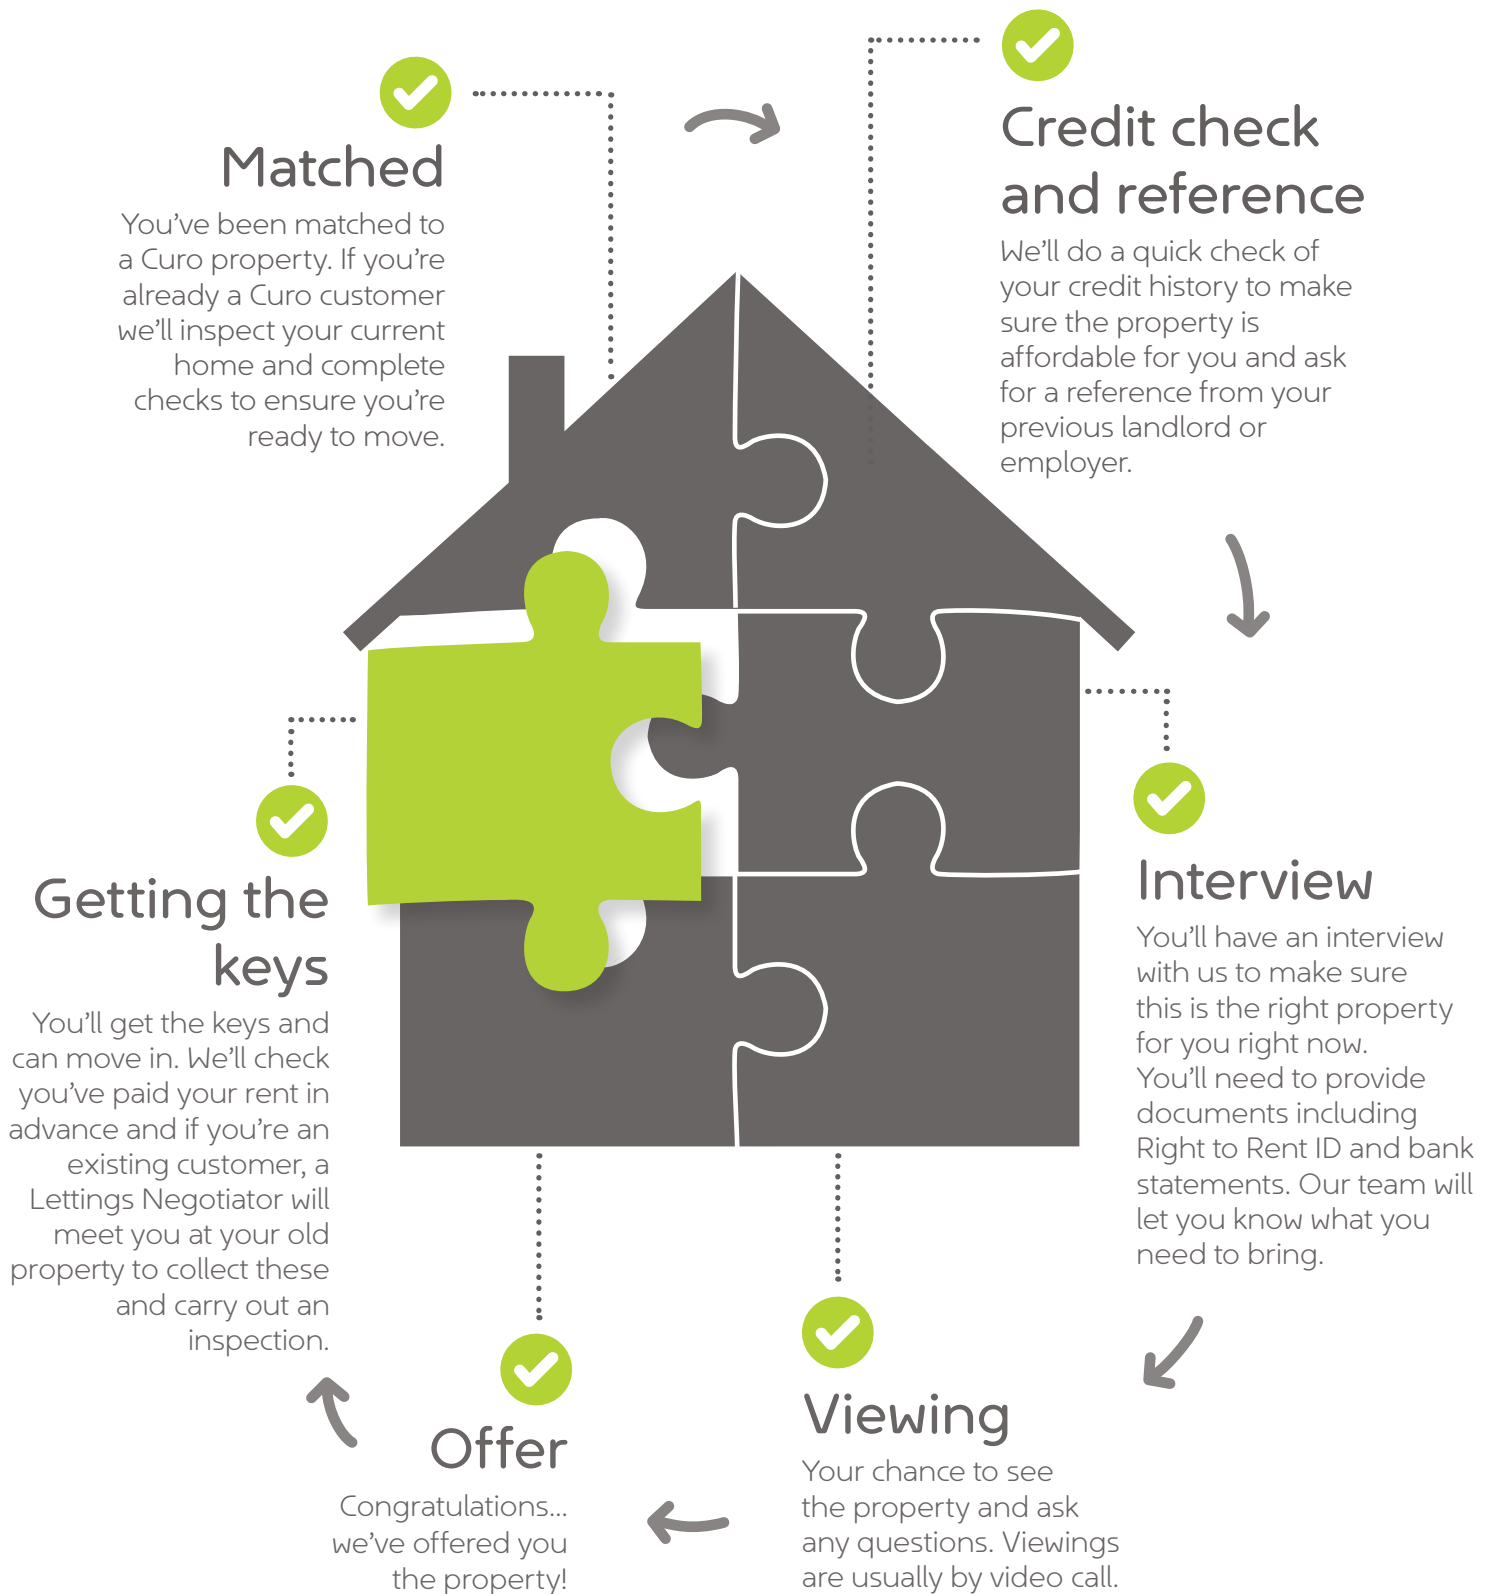 Matched
You've been matched to
a Curo property. If you're
already a Curo customer
we'll inspect your current
home and complete
checks to ensure you're
ready to move.
Credit check
and reference
We'll do a quick check of
your credit history to make
sure the property is
affordable for you and ask
for a reference from your
previous landlord or
employer.
Interview
You'll have an interview
with us to make sure
this is the right property
for you right now.
You'll need to provide
documents including
Right to Rent ID and bank
statements. Our team will
let you know what you
need to bring.
Viewing
Your chance to see
the property and ask
any questions. Viewings
are usually by video call.
Offer
Congratulations...
we've offered you
the property!
Getting the
keys
You'll get the keys and
can move in. We'll check
you've paid your rent in
advance and if you're an
existing customer, a
Lettings Negotiator will
meet you at your old
property to collect these
and carry out an
inspection.